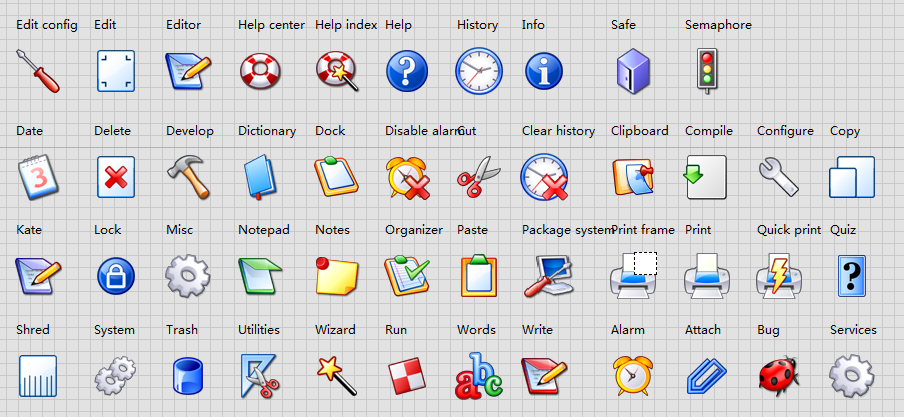 Edit config Edit Editor Help center Help index Help History Info Safe Semaphore
Date Delete Develop Dictionary Dock Disable alarm Cut Clear history Clipboard Compile Configure Copy
3
Kate Lock Misc Notepad Notes Organizer Paste Package system Print frame Print Quick print Quiz
Shred System Trash Utilities Wizard Run Words Write Alarm Attach Bug Services
abc